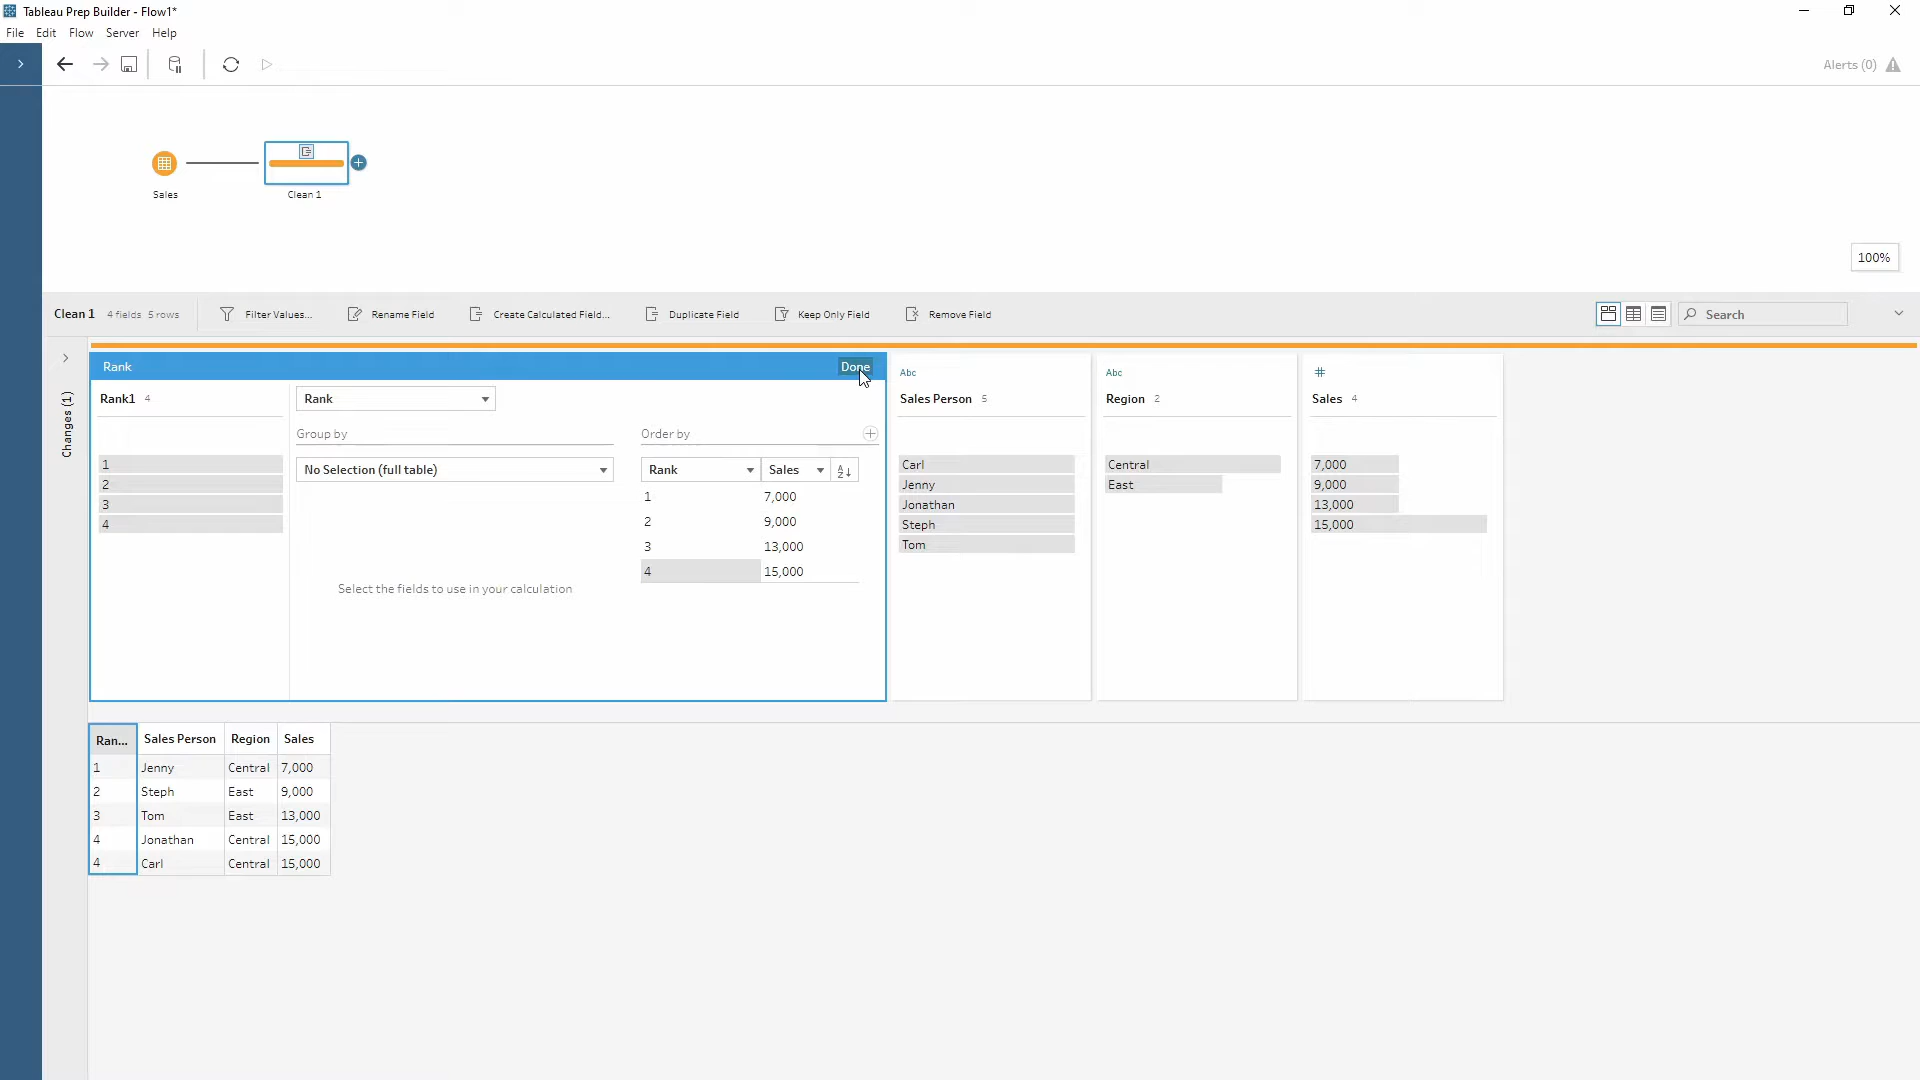 Tableau Prep Builder - Flow1*
File Edit Flow Server Help
Alerts (0)
Sales
Clean 1
100%
Clean 1 4 fields 5 rows Filter Values... Rename Field Create Calculated Field... Duplicate Field Keep Only Field Remove Field Search
Changes (1)
Rank Done
Rank1 4
1
2
3
4
Rank
Group by
No Selection (full table)
Select the fields to use in your calculation
Order by
Rank Sales A Z
1 7,000
2 9,000
3 13,000
4 15,000
Abc
Sales Person 5
Carl
Jenny
Jonathan
Steph
Tom
Abc
Region 2
Central
East
#
Sales 4
7,000
9,000
13,000
15,000
Ran... Sales Person Region Sales
1 Jenny Central 7,000
2 Steph East 9,000
3 Tom East 13,000
4 Jonathan Central 15,000
4 Carl Central 15,000